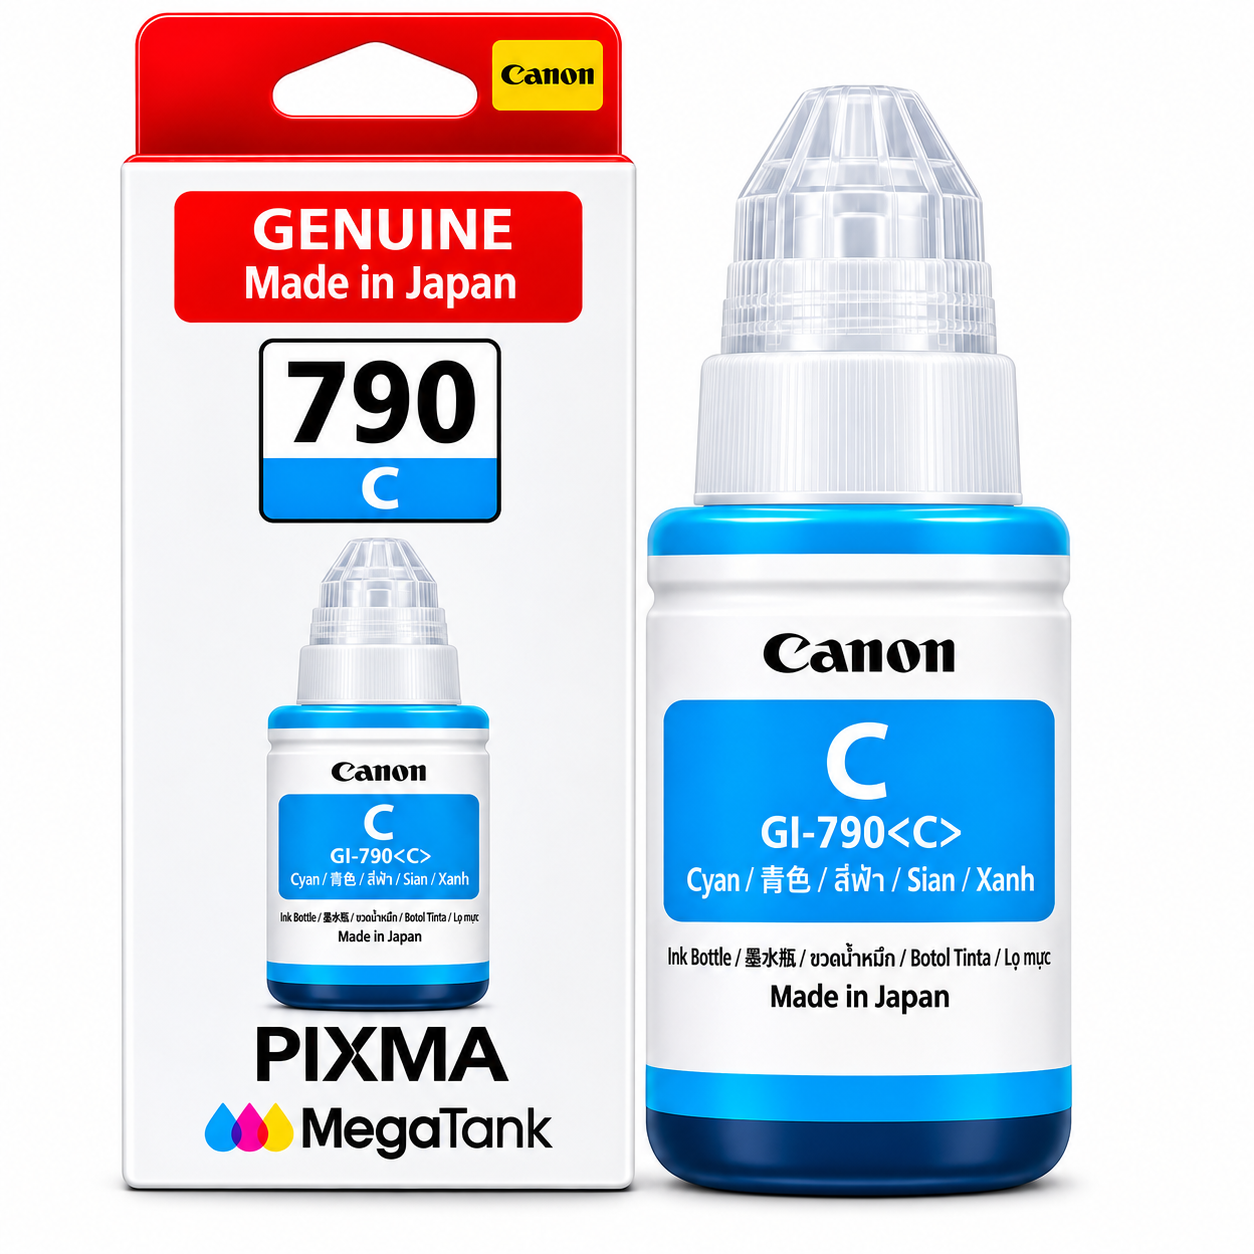 Canon
GENUINE
Made in Japan
790
C
Canon
C
GI-790<C>
Cyan / 青色 / สีฟ้า / Sian / Xanh
Ink Bottle / 墨水瓶 / ขวดน้ำหมึก / Botol Tinta / Lọ mực
Made in Japan
PIXMA
MegaTank
Canon
C
GI-790<C>
Cyan / 青色 / สีฟ้า / Sian / Xanh
Ink Bottle / 墨水瓶 / ขวดน้ำหมึก / Botol Tinta / Lọ mực
Made in Japan